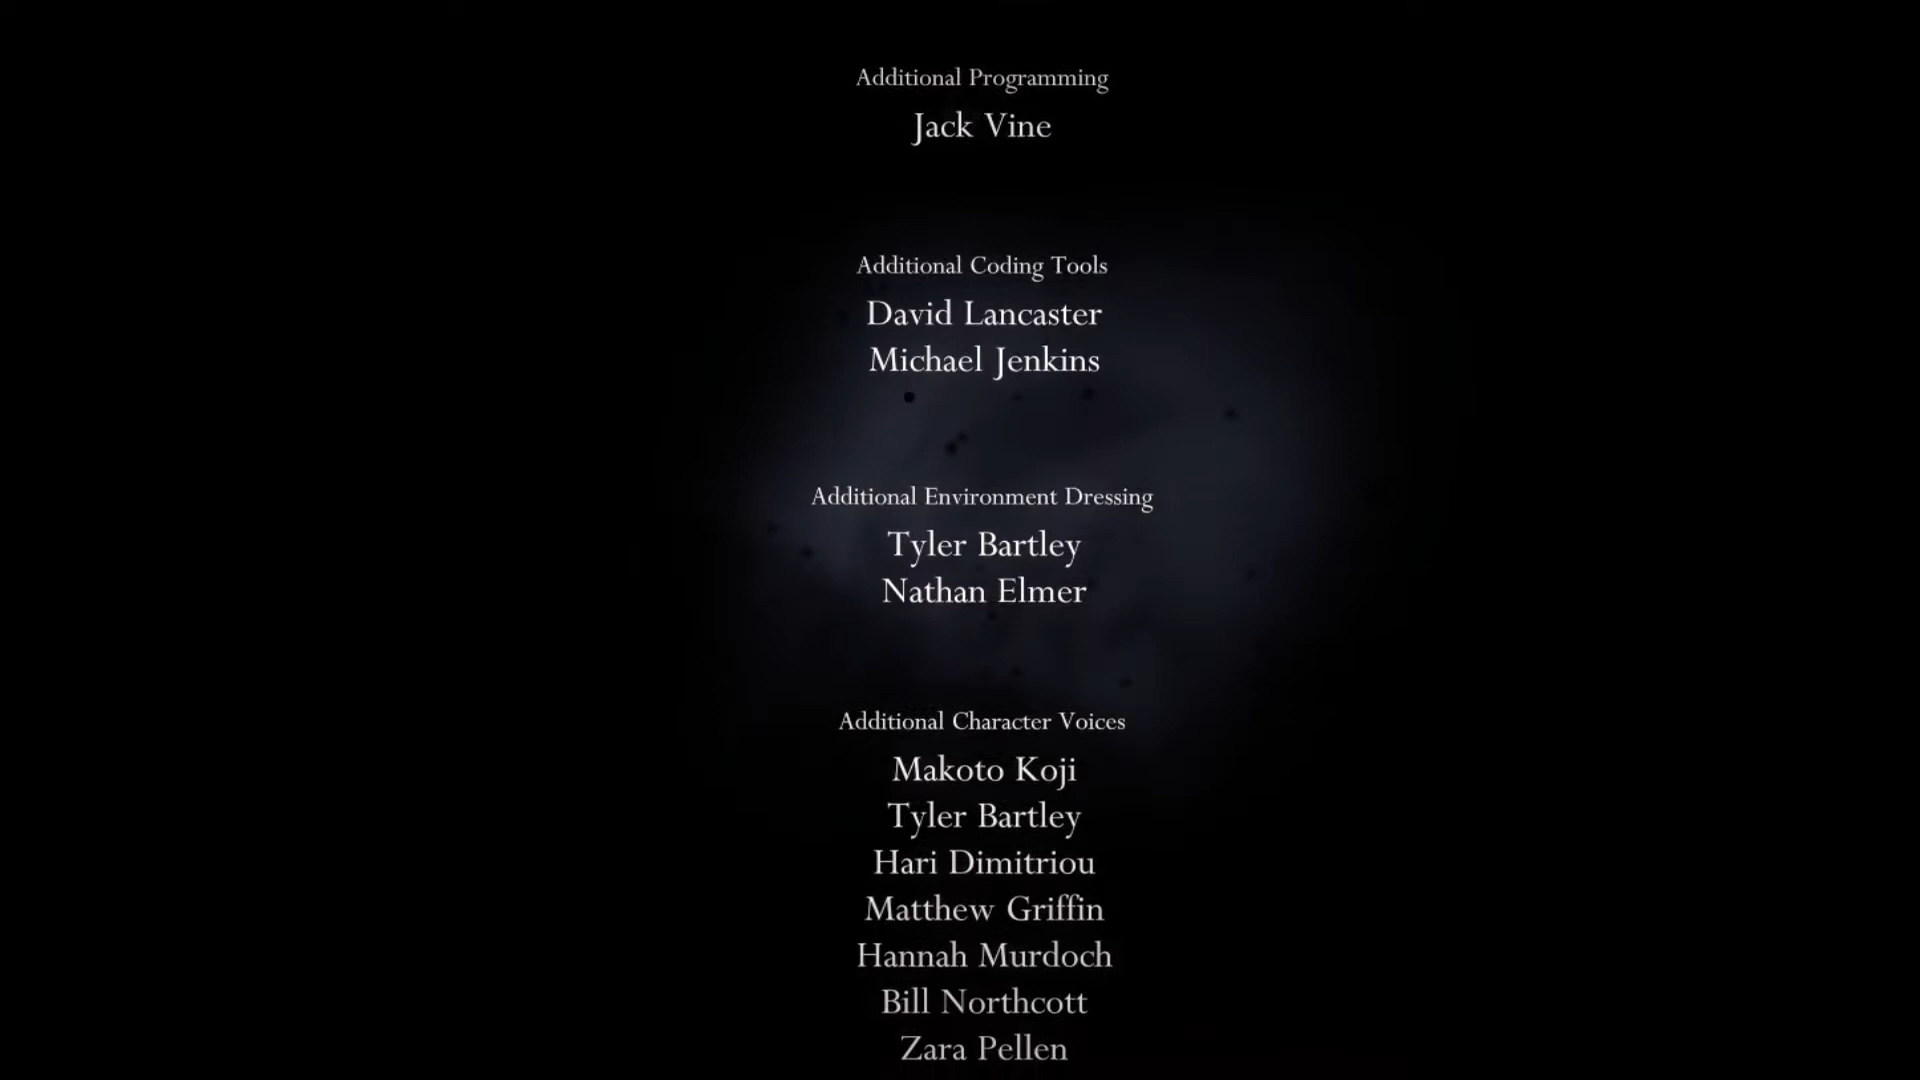 Additional Programming
Jack Vine
Additional Coding Tools
David Lancaster
Michael Jenkins
Additional Environment Dressing
Tyler Bartley
Nathan Elmer
Additional Character Voices
Makoto Koji
Tyler Bartley
Hari Dimitriou
Matthew Griffin
Hannah Murdoch
Bill Northcott
Zara Pellen